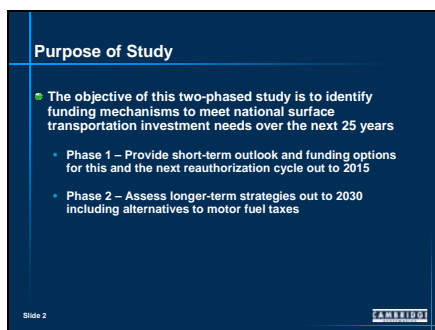 Purpose of Study
The objective of this two-phased study is to identify
funding mechanisms to meet national surface
transportation investment needs over the next 25 years
Phase 1 – Provide short-term outlook and funding options
for this and the next reauthorization cycle out to 2015
Phase 2 – Assess longer-term strategies out to 2030
including alternatives to motor fuel taxes
Slide 2
CAMBRIDGE